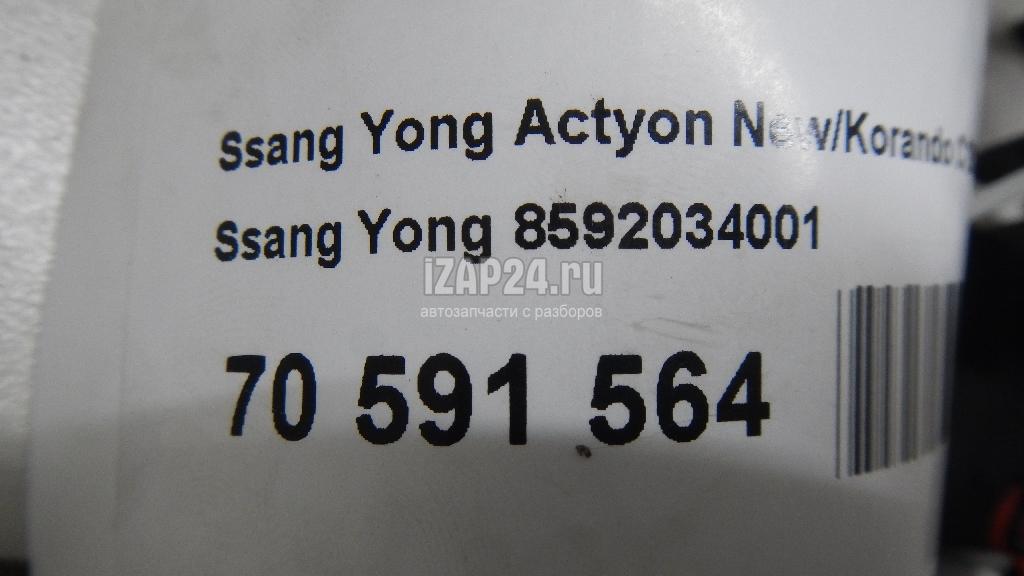 Ssang Yong Actyon New/Korando
Ssang Yong 8592034001
iZAP24.ru
автозапчасти с разборов
70 591 564